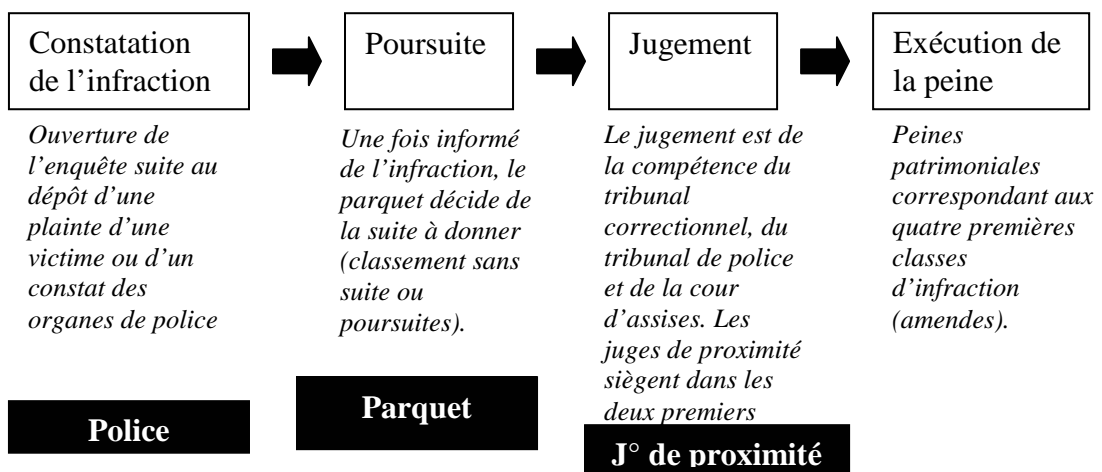 Constatation
de l’infraction
Ouverture de
l’enquête suite au
dépôt d’une
plainte d’une
victime ou d’un
constat des
organes de police
Police
Poursuite
Une fois informé
de l’infraction, le
parquet décide de
la suite à donner
(classement sans
suite ou
poursuites).
Parquet
Jugement
Le jugement est de
la compétence du
tribunal
correctionnel, du
tribunal de police
et de la cour
d’assises. Les
juges de proximité
siègent dans les
deux premiers
J° de proximité
Exécution de
la peine
Peines
patrimoniales
correspondant aux
quatre premières
classes
d’infraction
(amendes).